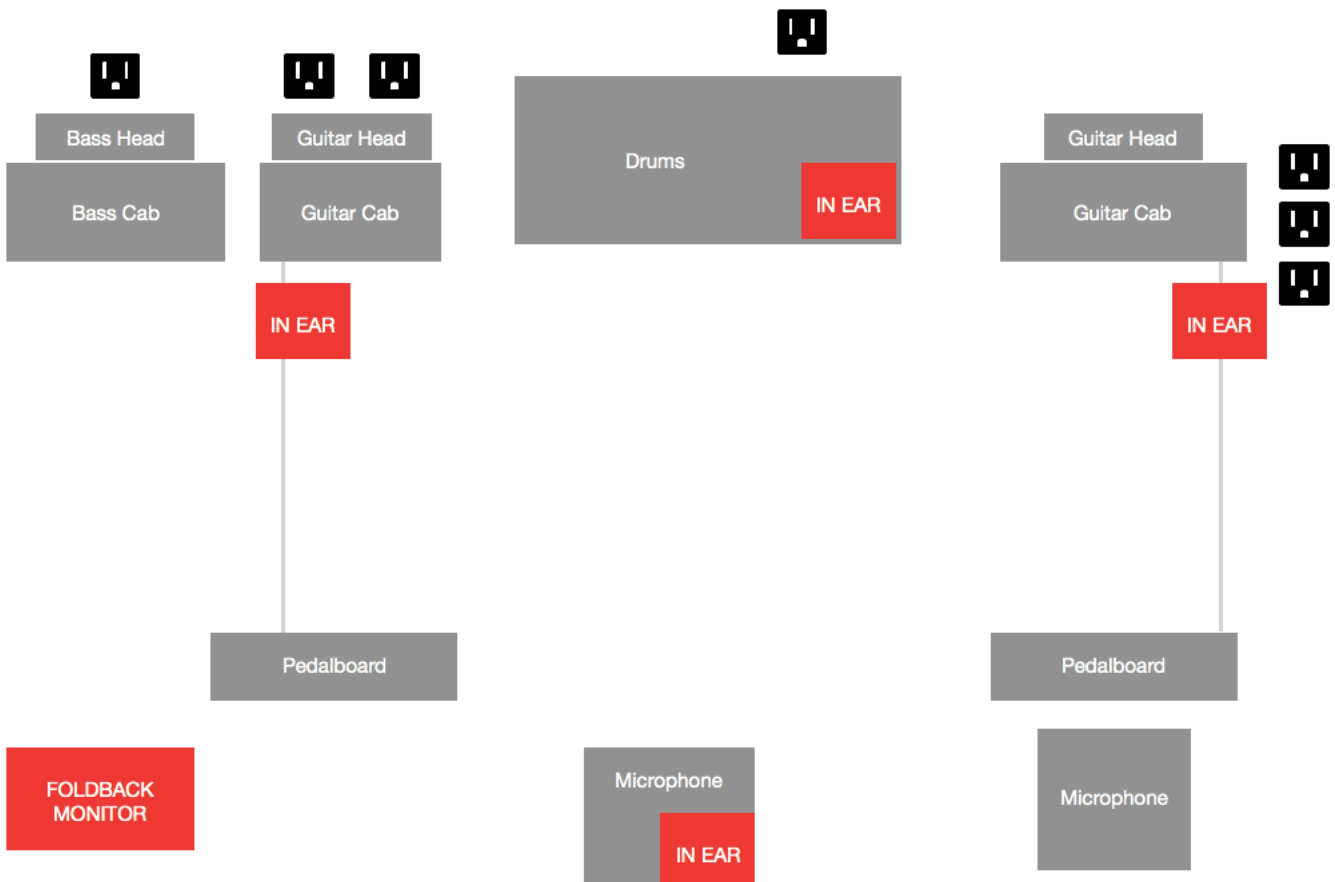 Bass Head
Guitar Head
Guitar Head
Drums
Bass Cab
Guitar Cab
IN EAR
Guitar Cab
IN EAR
IN EAR
Pedalboard
Pedalboard
FOLDBACK
MONITOR
Microphone
Microphone
IN EAR